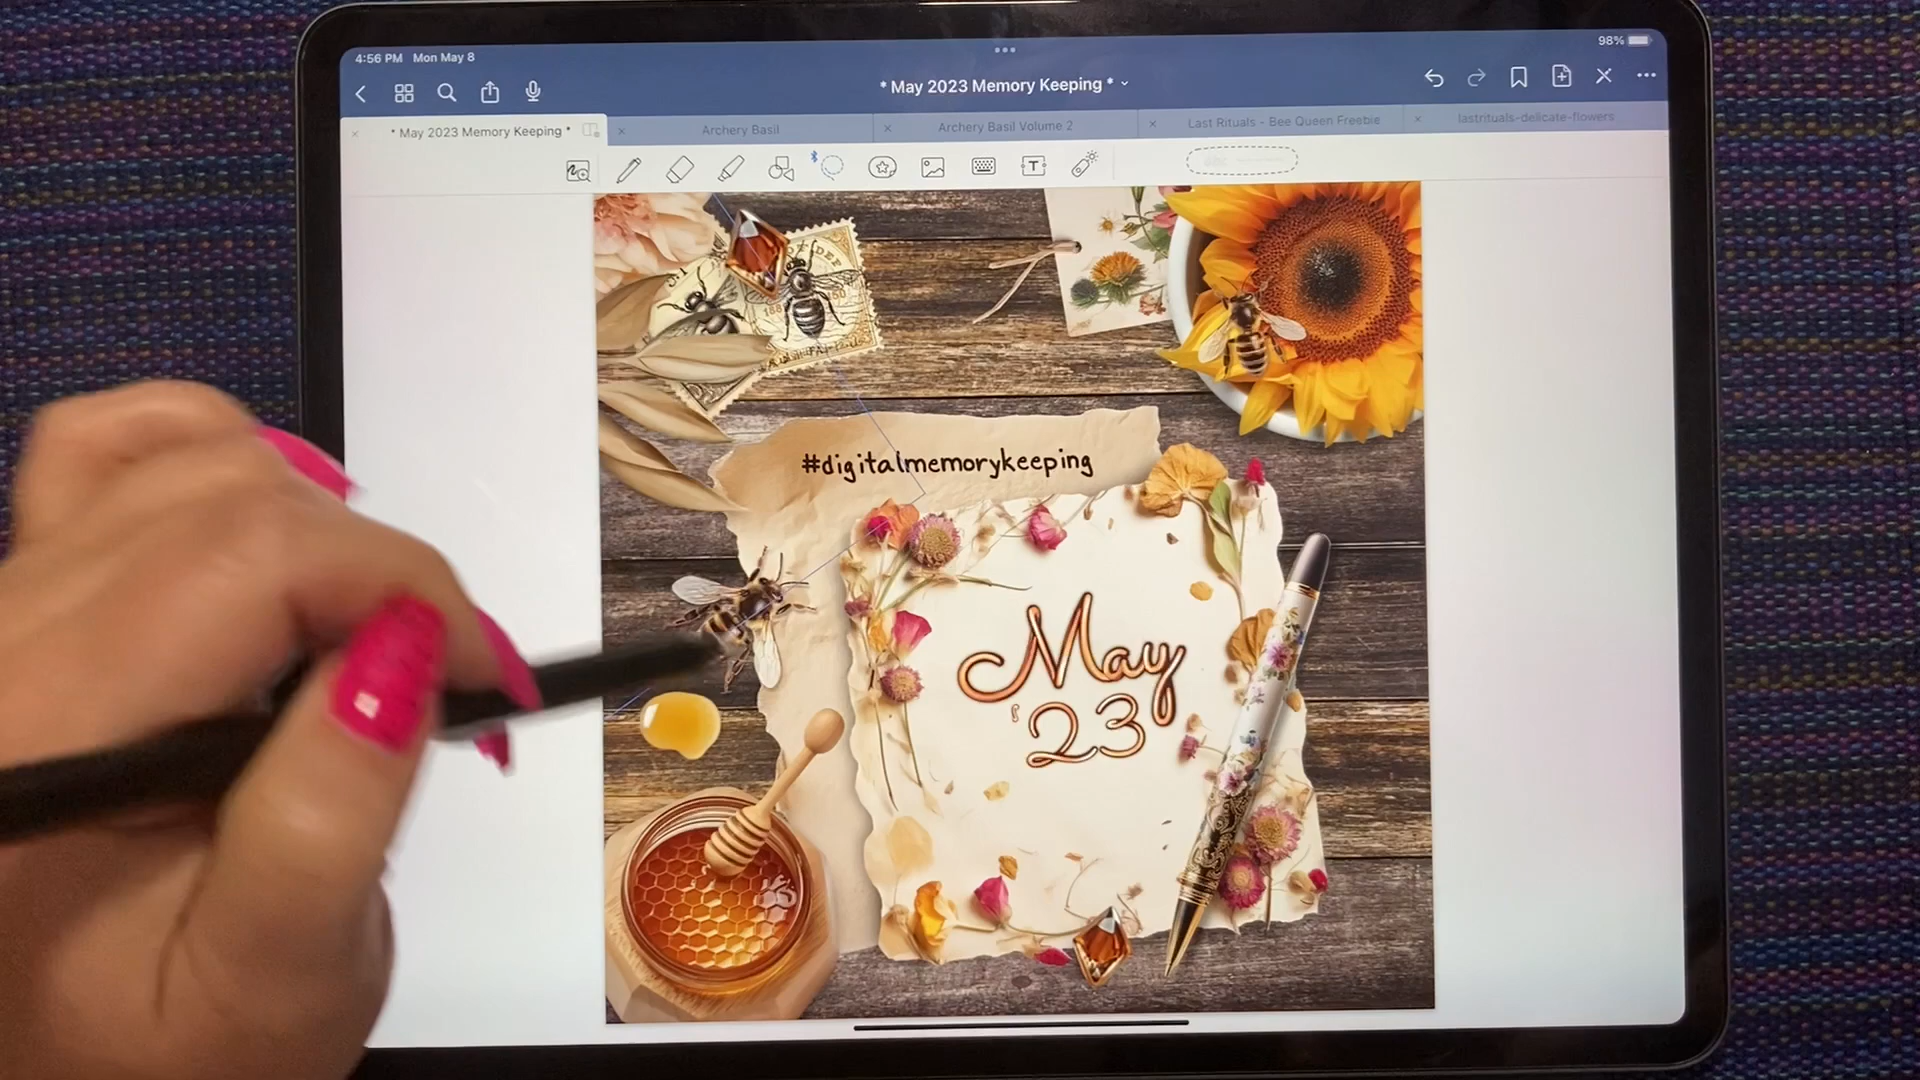 4:56 PM Mon May 8
98%
* May 2023 Memory Keeping *
* May 2023 Memory Keeping *
Archery Basil
Archery Basil Volume 2
Last Rituals - Bee Queen Freebie
lastrituals-delicate-flowers
T
#digitalmemorykeeping
May
'23